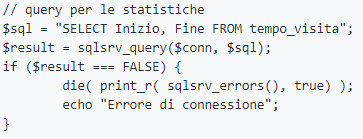 // query per le statistiche
$sql = "SELECT Inizio, Fine FROM tempo_visita";
$result = sqlsrv_query($conn, $sql);
if ($result === FALSE) {
        die( print_r( sqlsrv_errors(), true) );
        echo "Errore di connessione";
}